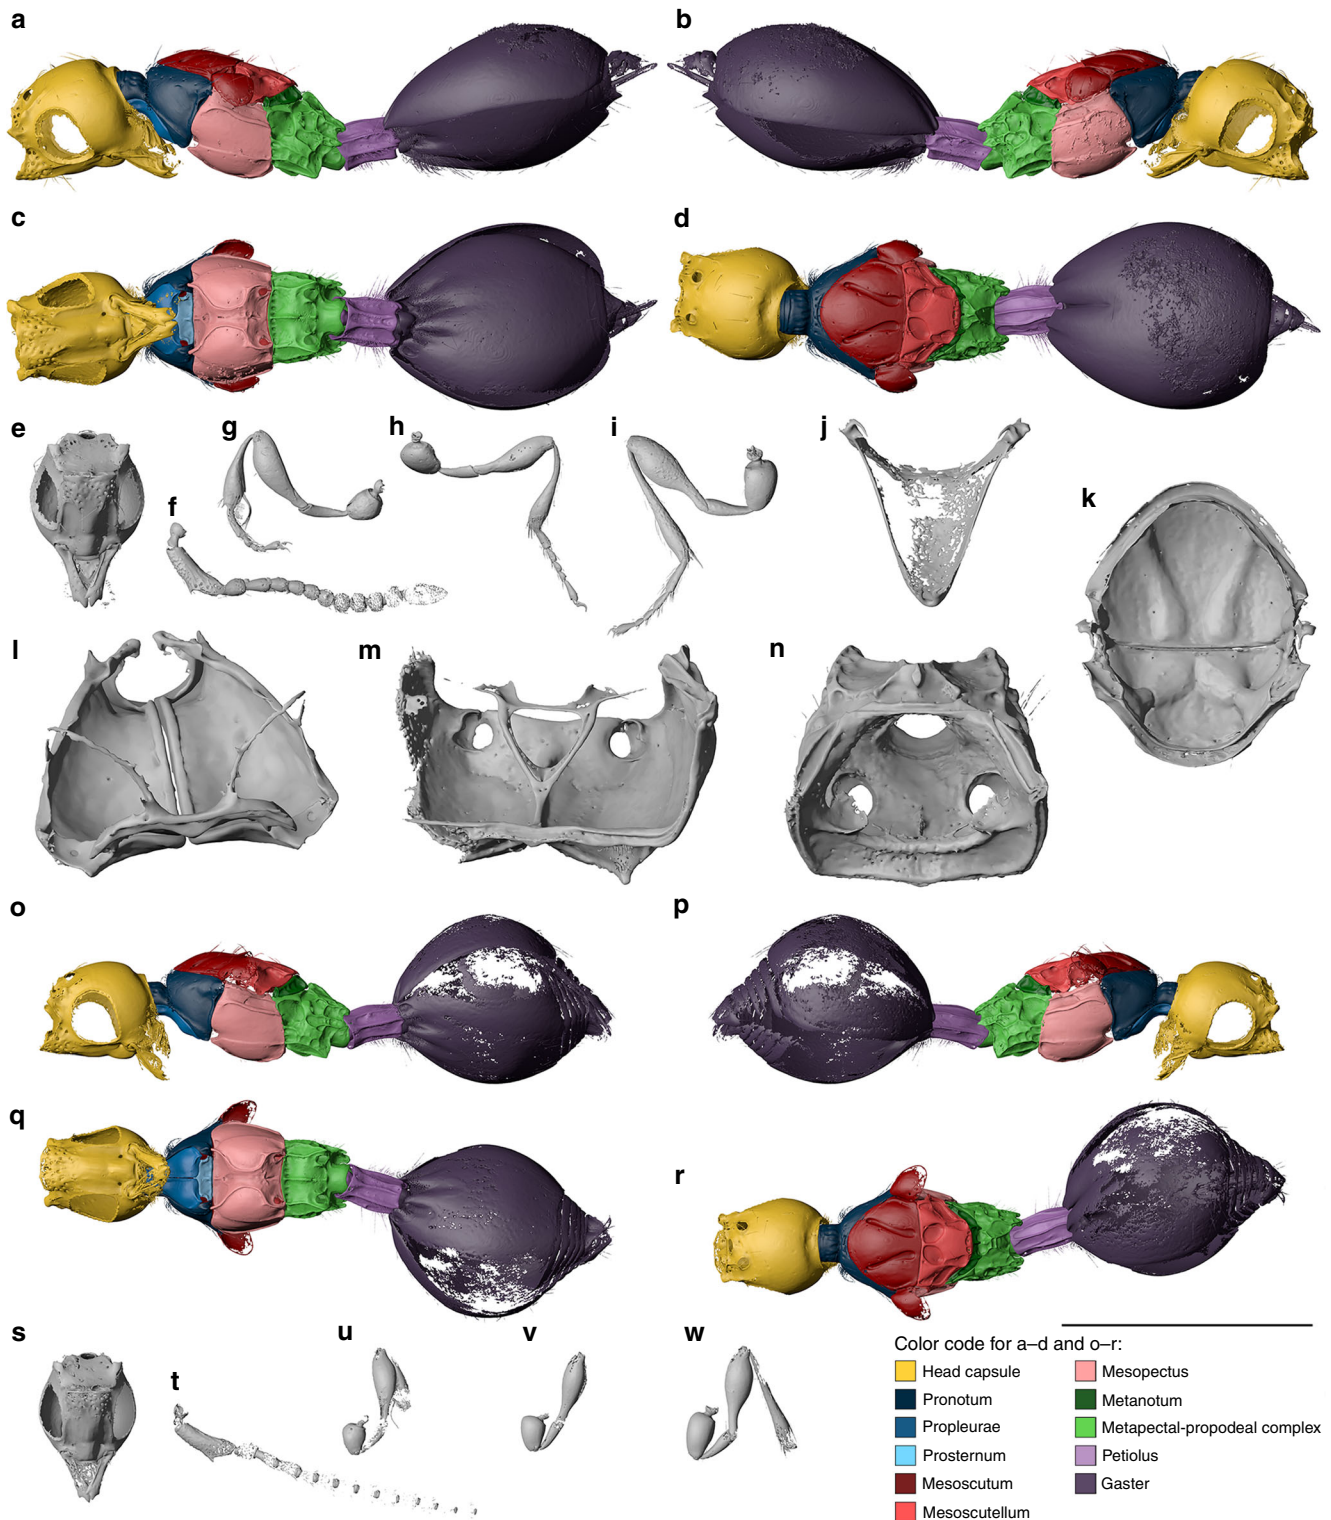 a
b
c
d
e
f
g
h
i
j
k
l
m
n
o
p
q
r
s
t
u
v
w
Color code for a–d and o–r:
Head capsule
Pronotum
Propleurae
Prosternum
Mesoscutum
Mesoscutellum
Mesopectus
Metanotum
Metapectal-propodeal complex
Petiolus
Gaster